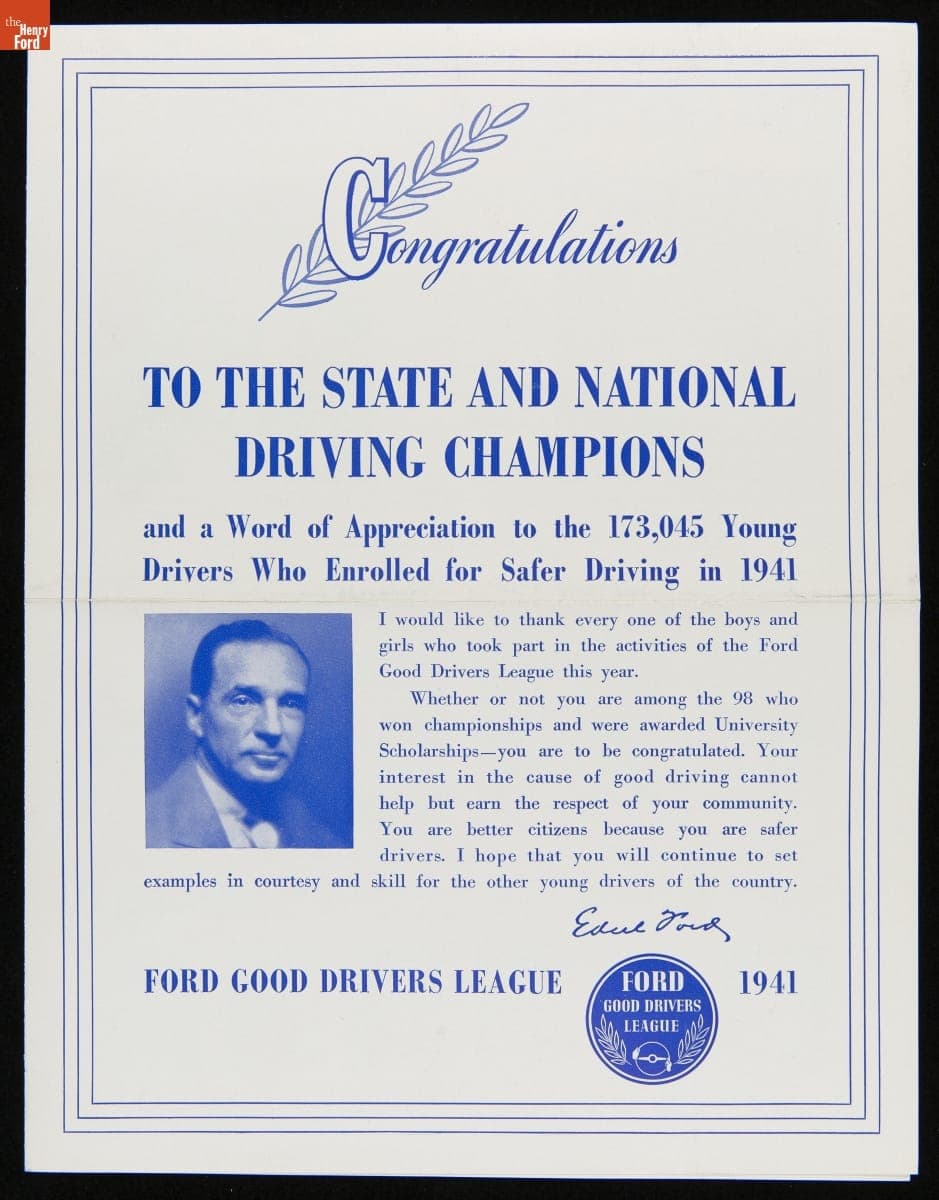 the
Henry
Ford
Congratulations
TO THE STATE AND NATIONAL
DRIVING CHAMPIONS
and a Word of Appreciation to the 173,045 Young
Drivers Who Enrolled for Safer Driving in 1941
I would like to thank every one of the boys and
girls who took part in the activities of the Ford
Good Drivers League this year.
Whether or not you are among the 98 who
won championships and were awarded University
Scholarships—you are to be congratulated. Your
interest in the cause of good driving cannot
help but earn the respect of your community.
You are better citizens because you are safer
drivers. I hope that you will continue to set
examples in courtesy and skill for the other young drivers of the country.
Edsel Ford
FORD GOOD DRIVERS LEAGUE
FORD
GOOD DRIVERS
LEAGUE
1941